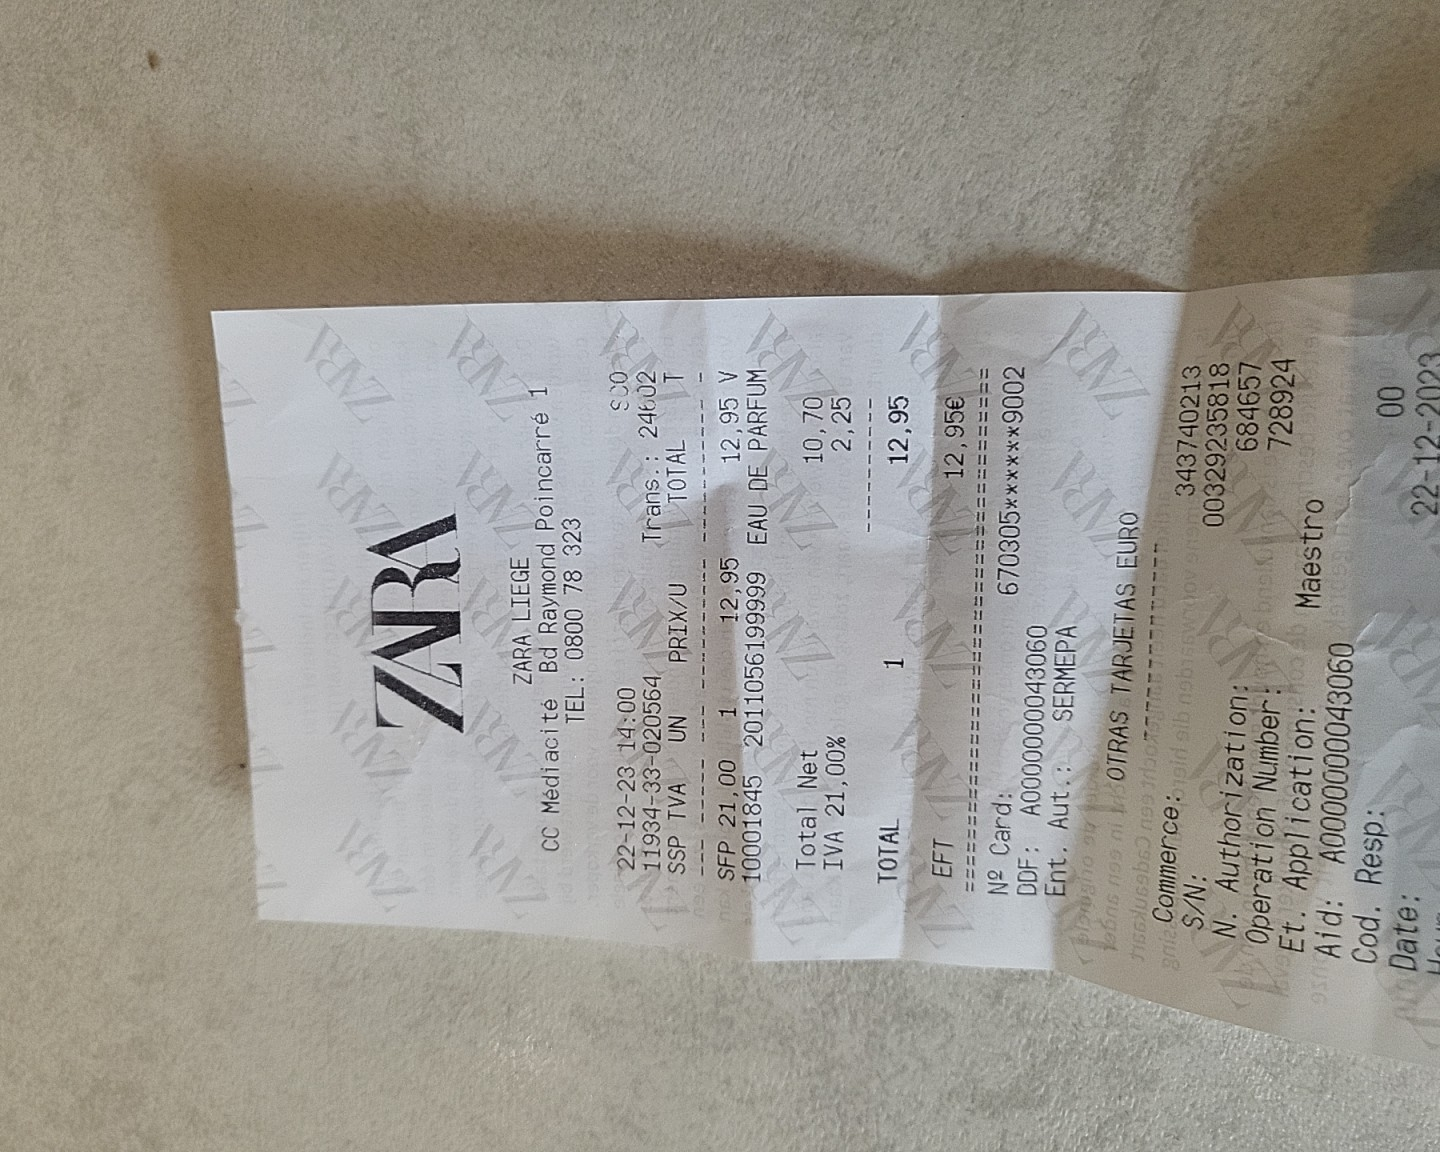 ZARA
ZARA LIEGE
CC Médiacité Bd Raymond Poincarré 1
TEL: 0800 78 323
SCO
22-12-23 14:00
11934-33-020564 Trans.: 24602
SSP TVA UN PRIX/U TOTAL T
--- ----- --- ---------- ---------- -
SFP 21,00 1 12,95 12,95 V
10001845 20110561999999 EAU DE PARFUM
Total Net 10,70
IVA 21,00% 2,25
----------
TOTAL 1 12,95
EFT 12,95€
========================================
Nº Card: 670305*******9002
DDF: A0000000043060
Ent. Aut.: SERMEPA
OTRAS TARJETAS EURO
--------------------
Commerce: 343740213
S/N: 00329235818
N. Authorization: 684657
Operation Number: 728924
Et. Application: Maestro
Aid: A0000000043060
Cod. Resp: 00
Date: 22-12-2023